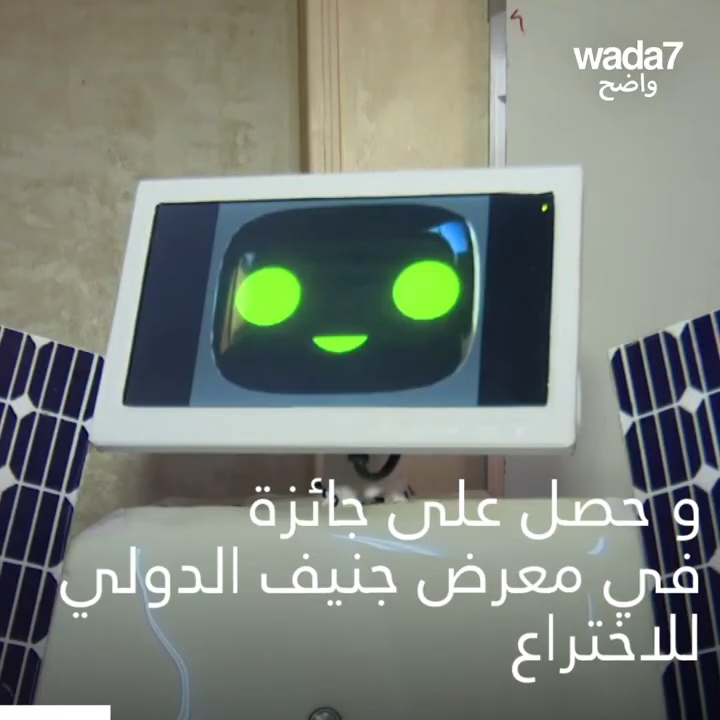 wada7
واضح
و حصل على جائزة
في معرض جنيف الدولي
للاختراع